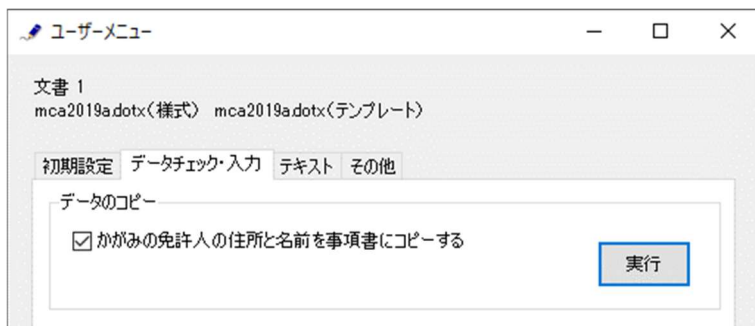 ユーザーメニュー
文書 1
mca2019a.dotx(様式) mca2019a.dotx(テンプレート)
初期設定 データチェック・入力 テキスト その他
データのコピー
かがみの免許人の住所と名前を事項書にコピーする
実行